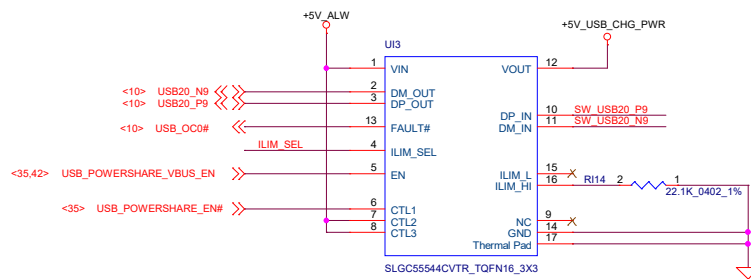 +5V_ALW
+5V_USB_CHG_PWR
UI3
1 VIN VOUT 12
<10> USB20_N9 2 DM_OUT
<10> USB20_P9 3 DP_OUT
DP_IN 10 SW_USB20_P9
DM_IN 11 SW_USB20_N9
<10> USB_OC0# 13 FAULT#
ILIM_SEL 4 ILIM_SEL
<35,42> USB_POWERSHARE_VBUS_EN 5 EN
ILIM_L 15
ILIM_HI 16 RI14 2 1
22.1K_0402_1%
<35> USB_POWERSHARE_EN# 6 CTL1
7 CTL2
8 CTL3
NC 9
GND 14
Thermal Pad 17
SLGC55544CVTR_TQFN16_3X3